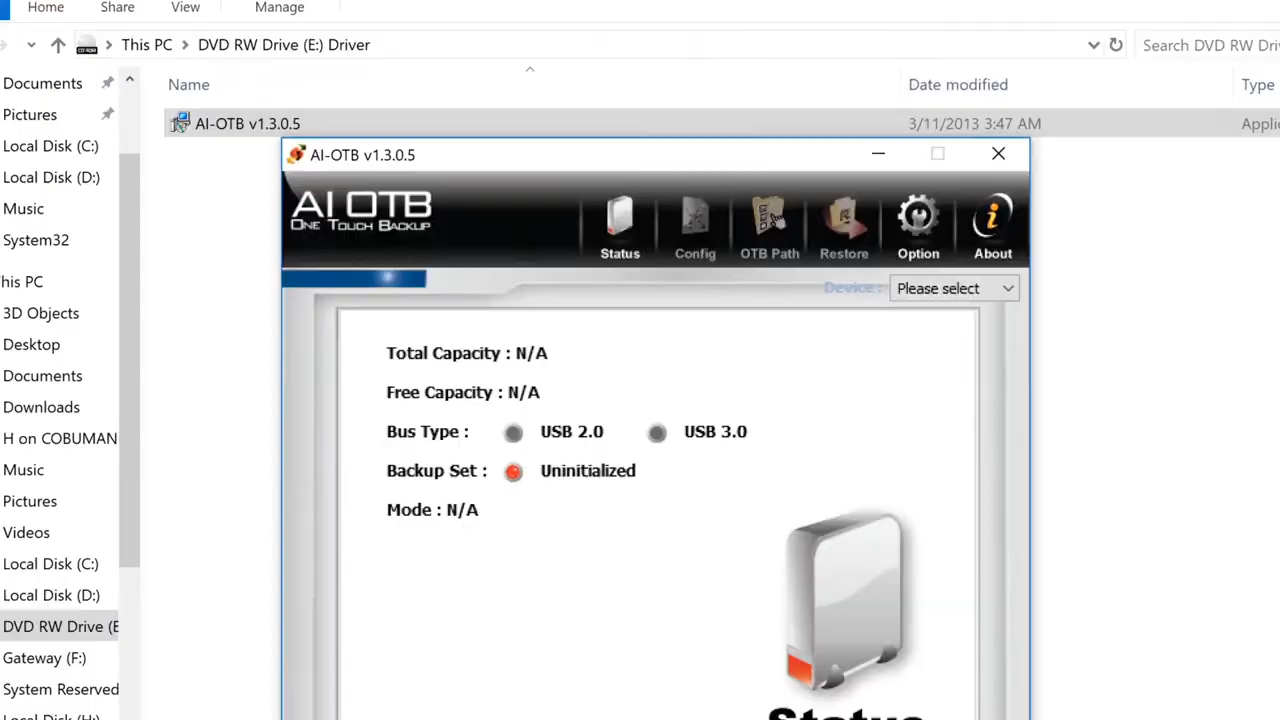 Home Share View Manage
This PC DVD RW Drive (E:) Driver Search DVD RW Dri
Documents
Pictures
Local Disk (C:)
Local Disk (D:)
Music
System32
his PC
3D Objects
Desktop
Documents
Downloads
H on COBUMAN
Music
Pictures
Videos
Local Disk (C:)
Local Disk (D:)
DVD RW Drive (E
Gateway (F:)
System Reserved
Local Disk (H:)
Name Date modified Type
AI-OTB v1.3.0.5 3/11/2013 3:47 AM Applic
AI-OTB v1.3.0.5
AI OTB
ONE TOUCH BACKUP
Status Config OTB Path Restore Option About
Device : Please select
Total Capacity : N/A
Free Capacity : N/A
Bus Type : USB 2.0 USB 3.0
Backup Set : Uninitialized
Mode : N/A
Status